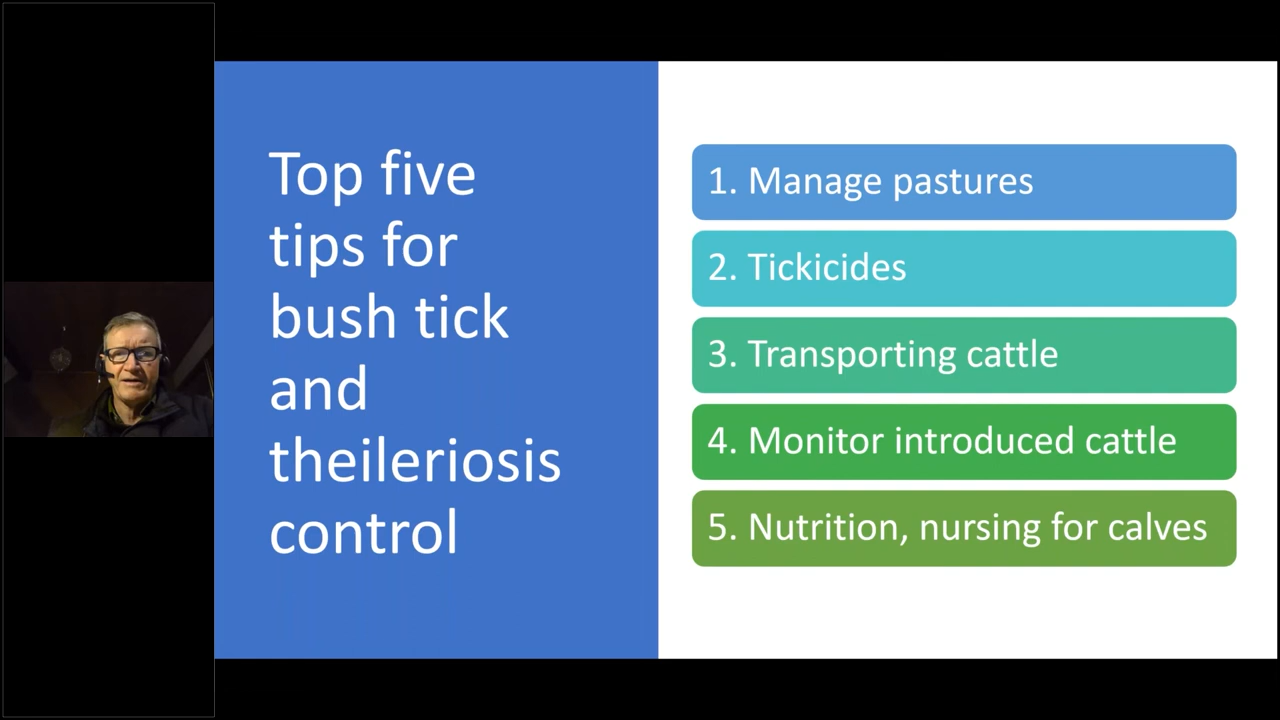 Top five
tips for
bush tick
and
theileriosis
control
1. Manage pastures
2. Tickicides
3. Transporting cattle
4. Monitor introduced cattle
5. Nutrition, nursing for calves